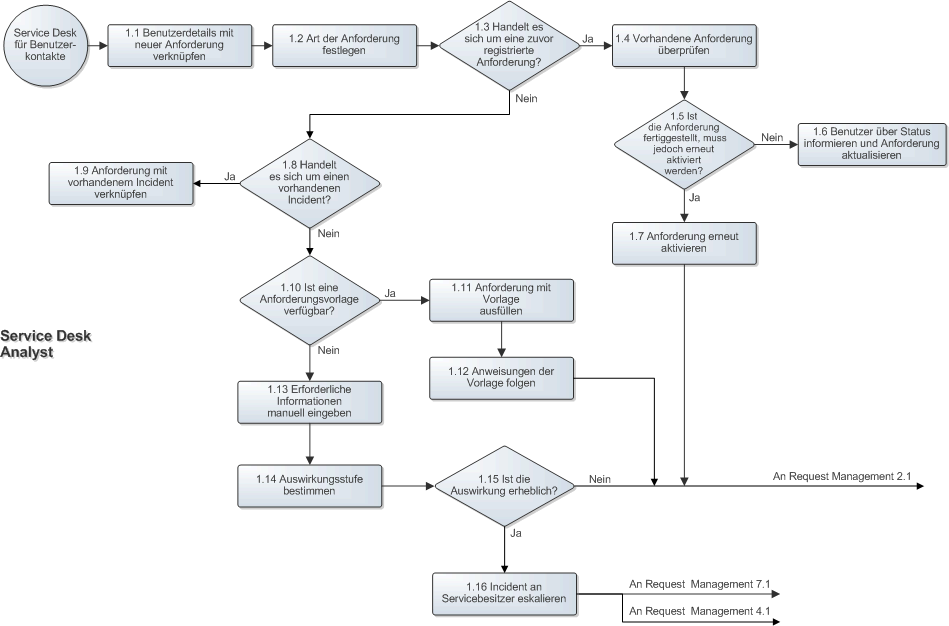 Service Desk
für Benutzer-
kontakte
1.1 Benutzerdetails mit
neuer Anforderung
verknüpfen
1.2 Art der Anforderung
festlegen
1.3 Handelt es
sich um eine zuvor
registrierte
Anforderung?
Ja
1.4 Vorhandene Anforderung
überprüfen
Nein
1.5 Ist
die Anforderung
fertiggestellt, muss
jedoch erneut
aktiviert
werden?
Nein
1.6 Benutzer über Status
informieren und Anforderung
aktualisieren
Ja
1.7 Anforderung erneut
aktivieren
1.8 Handelt
es sich um einen
vorhandenen
Incident?
Ja
1.9 Anforderung mit
vorhandenem Incident
verknüpfen
Nein
1.10 Ist eine
Anforderungsvorlage
verfügbar?
Ja
1.11 Anforderung mit
Vorlage
ausfüllen
Nein
Service Desk
Analyst
1.12 Anweisungen der
Vorlage folgen
1.13 Erforderliche
Informationen
manuell eingeben
1.14 Auswirkungsstufe
bestimmen
1.15 Ist die
Auswirkung erheblich?
Nein
An Request Management 2.1
Ja
1.16 Incident an
Servicebesitzer eskalieren
An Request Management 7.1
An Request Management 4.1